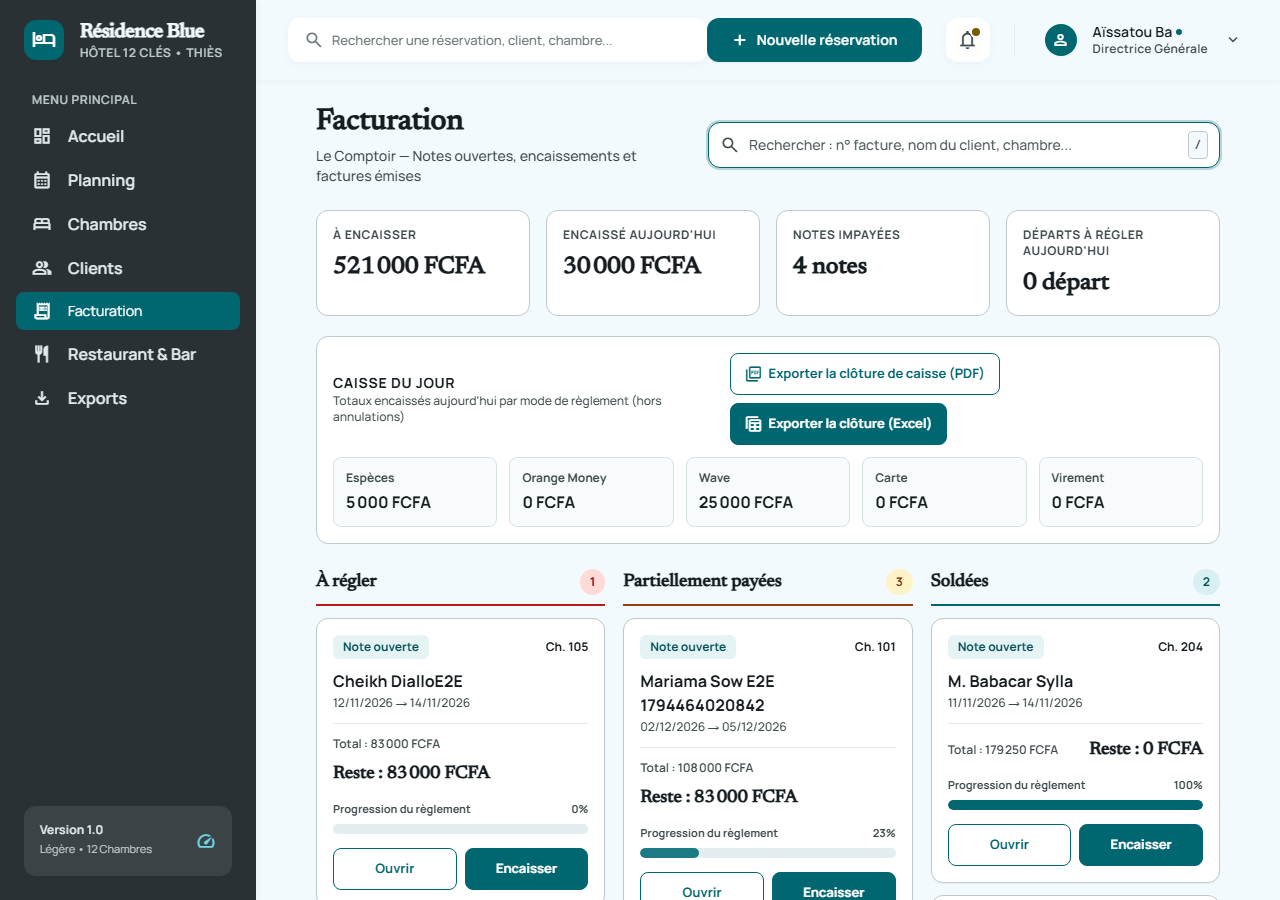 Résidence Blue
HÔTEL 12 CLÉS • THIÈS
MENU PRINCIPAL
Accueil
Planning
Chambres
Clients
Facturation
Restaurant & Bar
Exports
Version 1.0
Légère • 12 Chambres
Rechercher une réservation, client, chambre...
Nouvelle réservation
Aïssatou Ba
Directrice Générale
Facturation
Le Comptoir — Notes ouvertes, encaissements et
factures émises
Rechercher : n° facture, nom du client, chambre...
/
À ENCAISSER
521 000 FCFA
ENCAISSÉ AUJOURD'HUI
30 000 FCFA
NOTES IMPAYÉES
4 notes
DÉPARTS À RÉGLER
AUJOURD'HUI
0 départ
CAISSE DU JOUR
Totaux encaissés aujourd'hui par mode de règlement (hors
annulations)
PDF
Exporter la clôture de caisse (PDF)
Exporter la clôture (Excel)
Espèces
5 000 FCFA
Orange Money
0 FCFA
Wave
25 000 FCFA
Carte
0 FCFA
Virement
0 FCFA
À régler
1
Note ouverte
Ch. 105
Cheikh DialloE2E
12/11/2026 → 14/11/2026
Total : 83 000 FCFA
Reste : 83 000 FCFA
Progression du règlement
0%
Ouvrir
Encaisser
Partiellement payées
3
Note ouverte
Ch. 101
Mariama Sow E2E
1794464020842
02/12/2026 → 05/12/2026
Total : 108 000 FCFA
Reste : 83 000 FCFA
Progression du règlement
23%
Ouvrir
Encaisser
Soldées
2
Note ouverte
Ch. 204
M. Babacar Sylla
11/11/2026 → 14/11/2026
Total : 179 250 FCFA
Reste : 0 FCFA
Progression du règlement
100%
Ouvrir
Encaisser